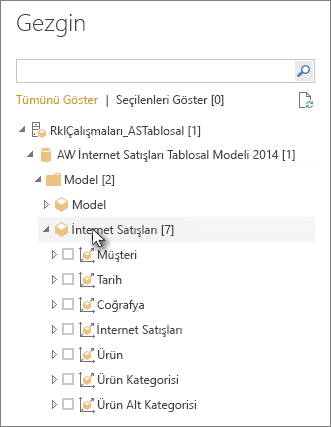 Gezgin
Tümünü Göster | Seçilenleri Göster [0]
RklÇalışmaları_ASTablosal [1]
AW İnternet Satışları Tablosal Modeli 2014 [1]
Model [2]
Model
İnternet Satışları [7]
Müşteri
Tarih
Coğrafya
İnternet Satışları
Ürün
Ürün Kategorisi
Ürün Alt Kategorisi